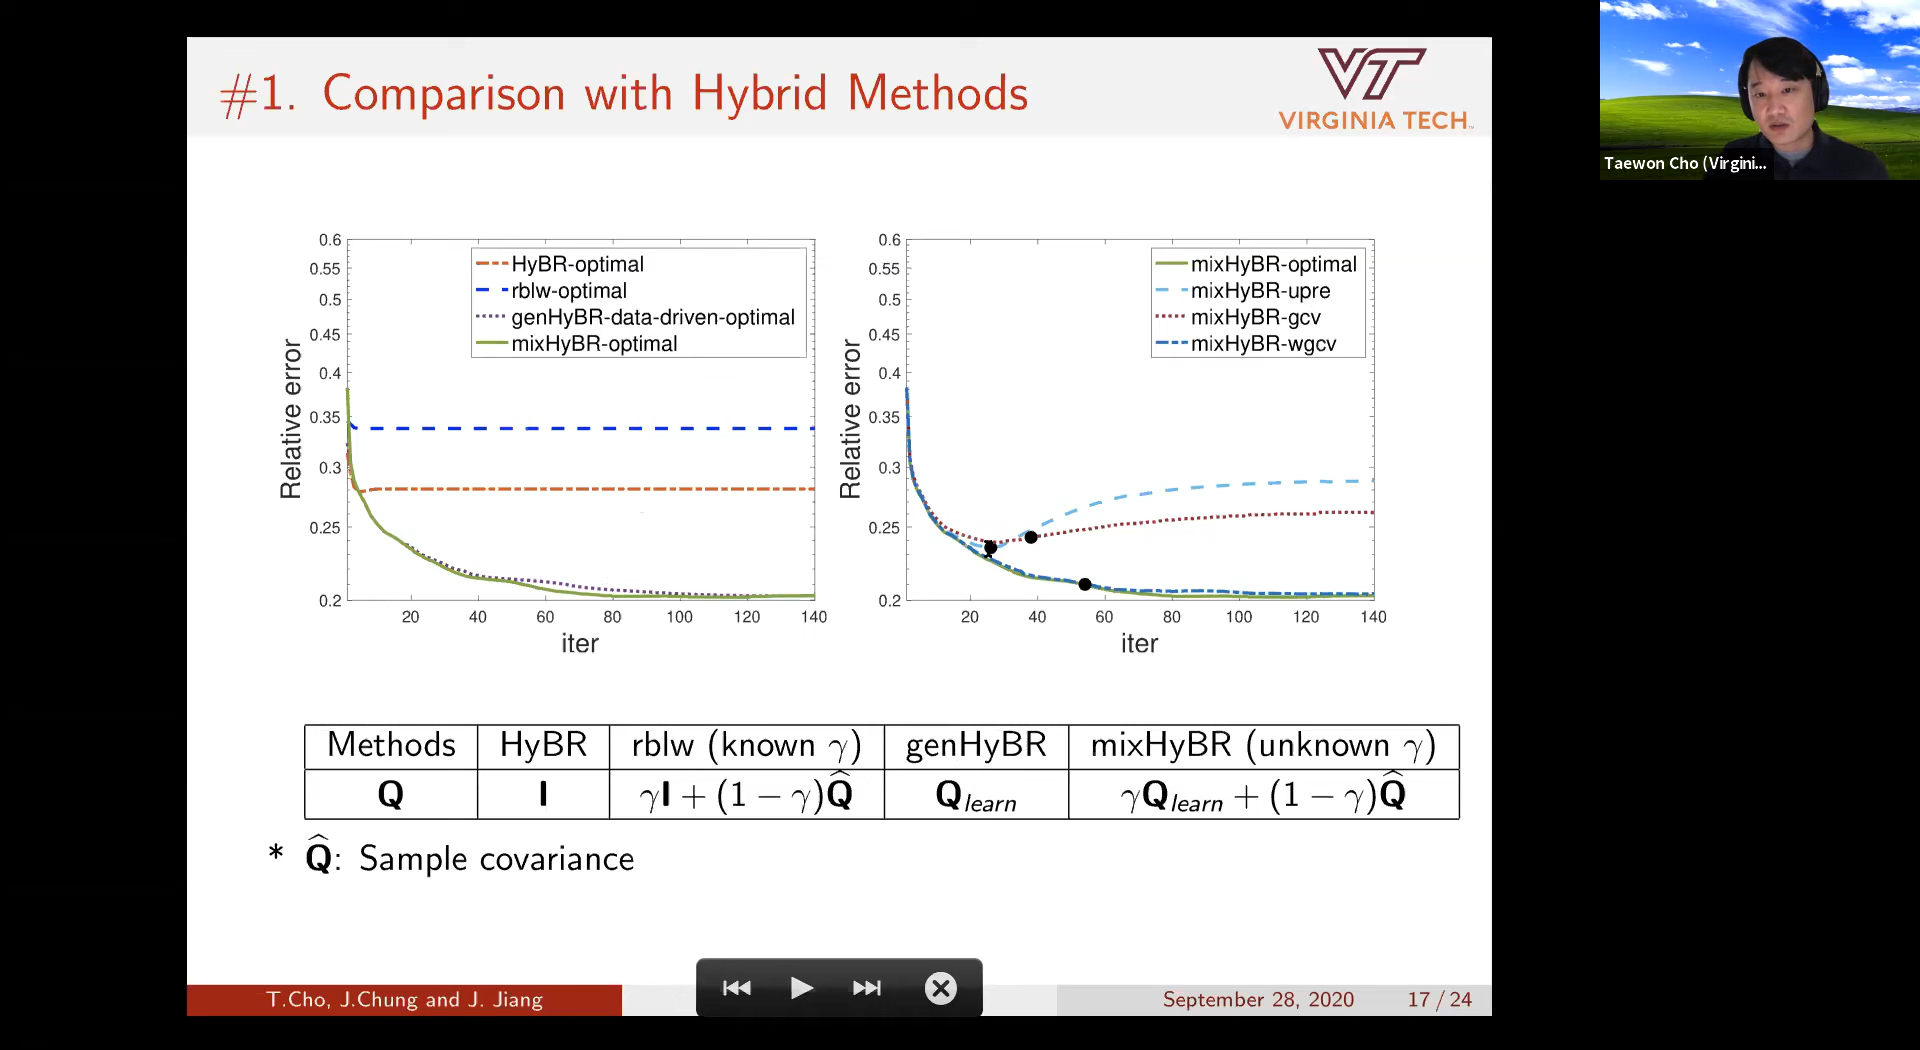 #1. Comparison with Hybrid Methods
VT
VIRGINIA TECH™
Taewon Cho (Virgini...
Relative error
0.6
0.55
0.5
0.45
0.4
0.35
0.3
0.25
0.2
HyBR-optimal
rblw-optimal
genHyBR-data-driven-optimal
mixHyBR-optimal
20 40 60 80 100 120 140
iter
Relative error
0.6
0.55
0.5
0.45
0.4
0.35
0.3
0.25
0.2
mixHyBR-optimal
mixHyBR-upre
mixHyBR-gcv
mixHyBR-wgcv
20 40 60 80 100 120 140
iter
Methods HyBR rblw (known γ) genHyBR mixHyBR (unknown γ)
Q I γI + (1 − γ)Q̂ Q_learn γQ_learn + (1 − γ)Q̂
* Q̂: Sample covariance
T.Cho, J.Chung and J. Jiang September 28, 2020 17 / 24